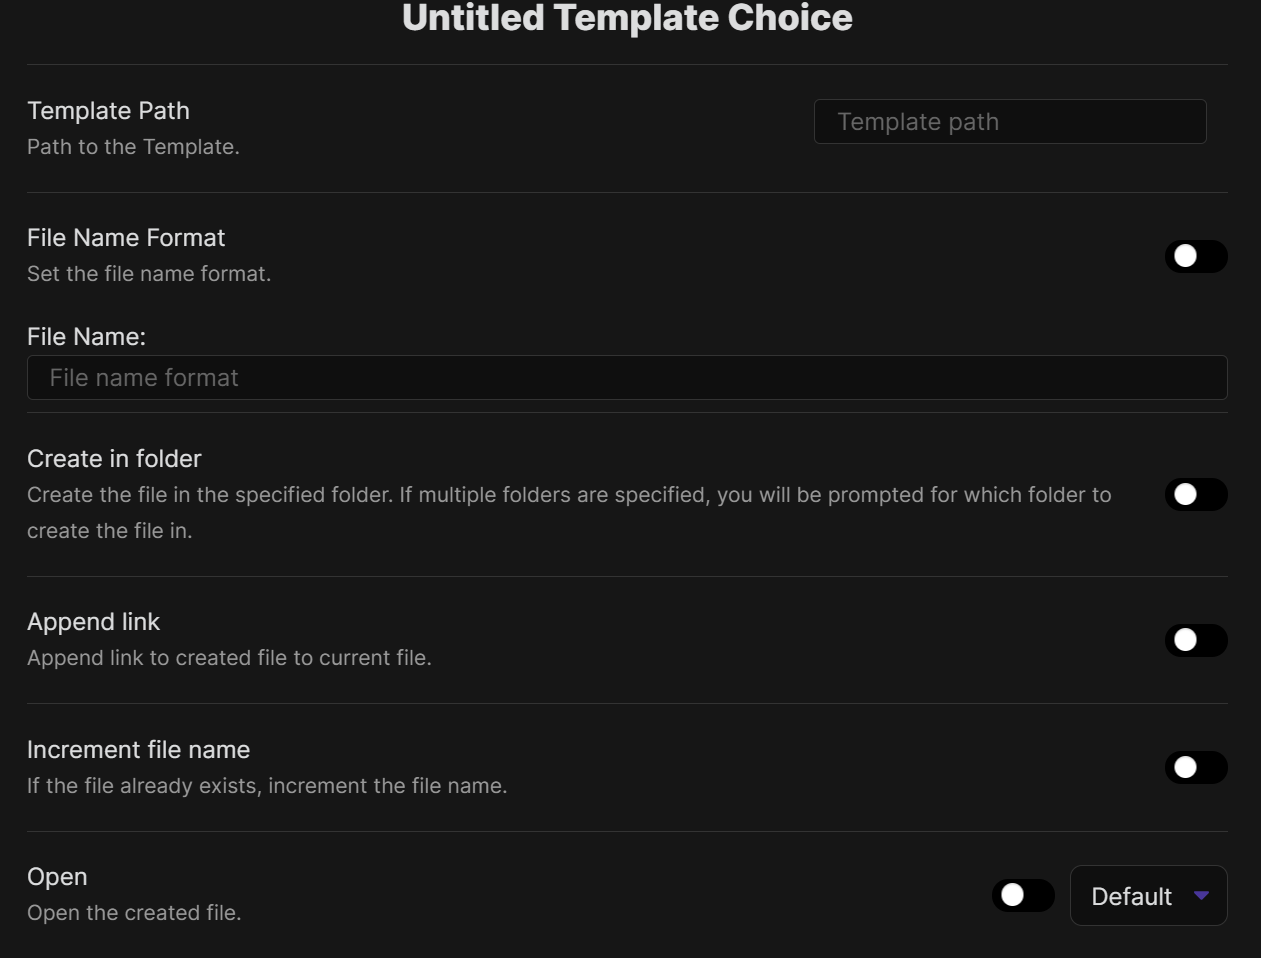 Untitled Template Choice
Template Path
Template path
Path to the Template.
File Name Format
Set the file name format.
File Name:
File name format
Create in folder
Create the file in the specified folder. If multiple folders are specified, you will be prompted for which folder to
create the file in.
Append link
Append link to created file to current file.
Increment file name
If the file already exists, increment the file name.
Open
Default
Open the created file.